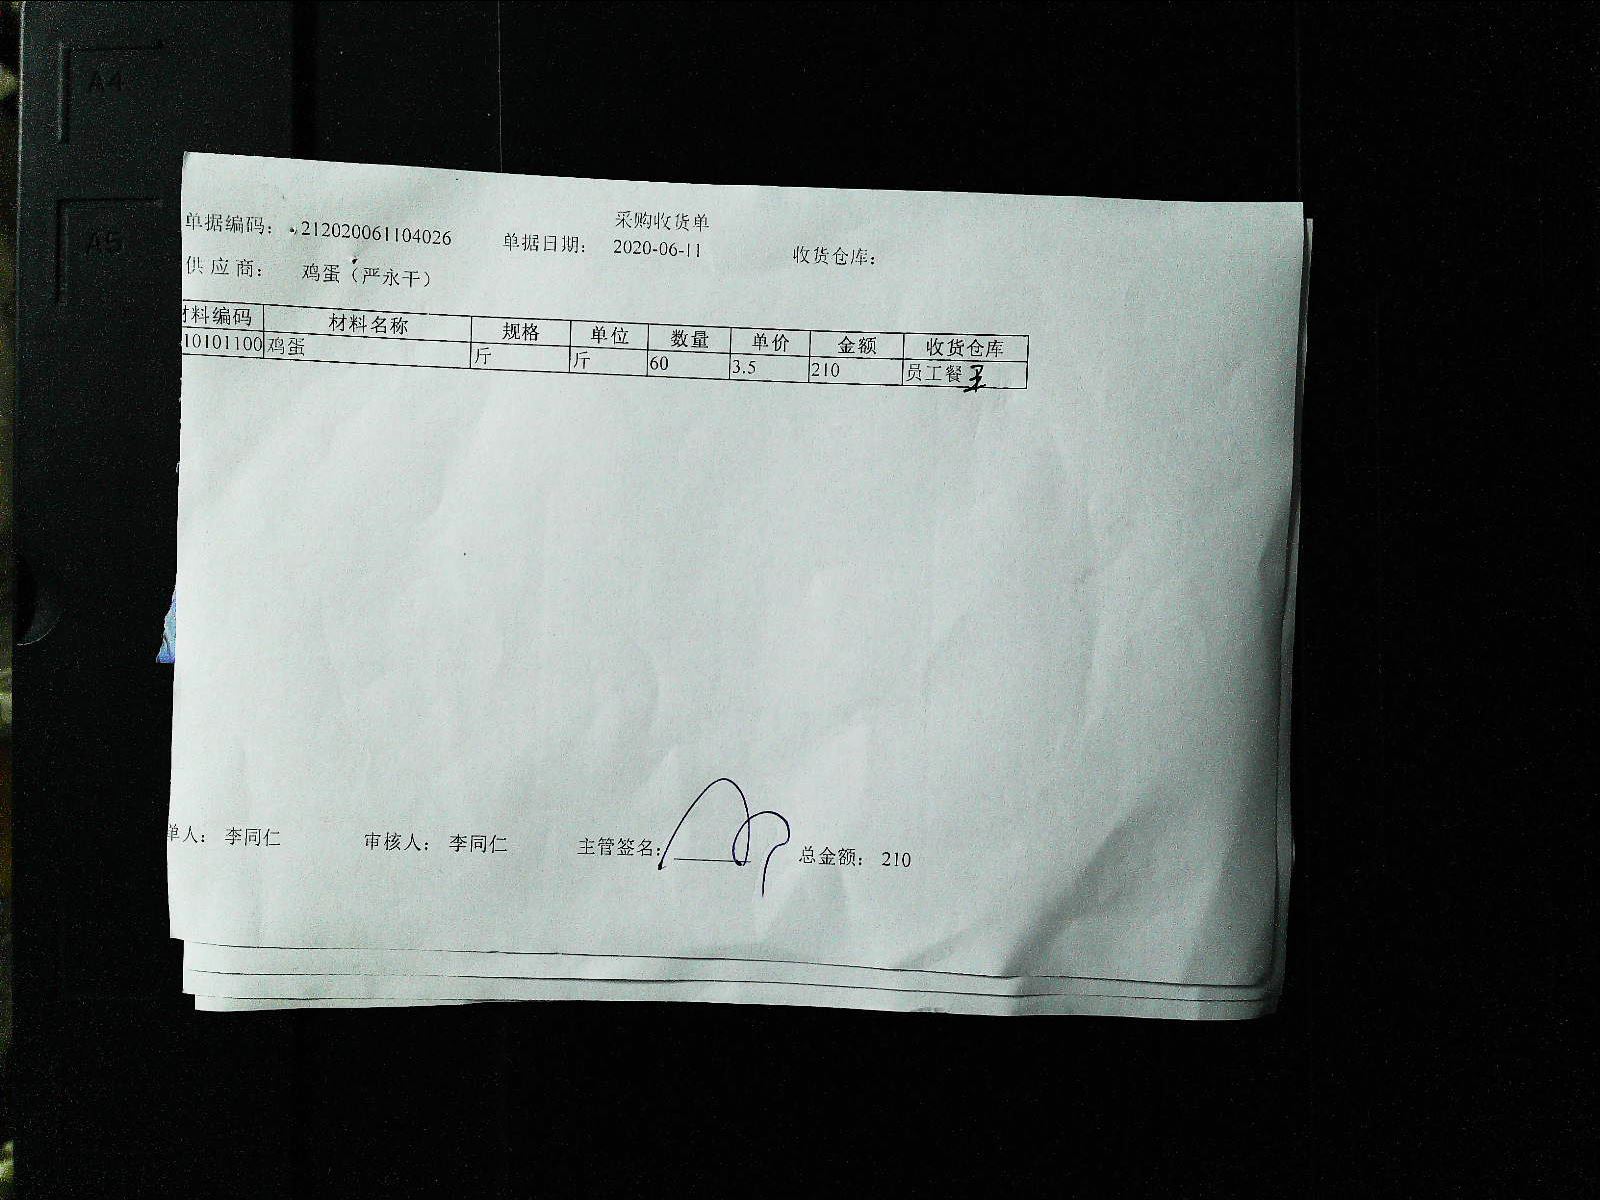 A4
A5
采购收货单
单据编码： 212020061104026 单据日期： 2020-06-11 收货仓库：
供应商： 鸡蛋（严永干）
材料编码 材料名称 规格 单位 数量 单价 金额 收货仓库
10101100 鸡蛋 斤 斤 60 3.5 210 员工餐
单人： 李同仁 审核人： 李同仁 主管签名： 总金额： 210